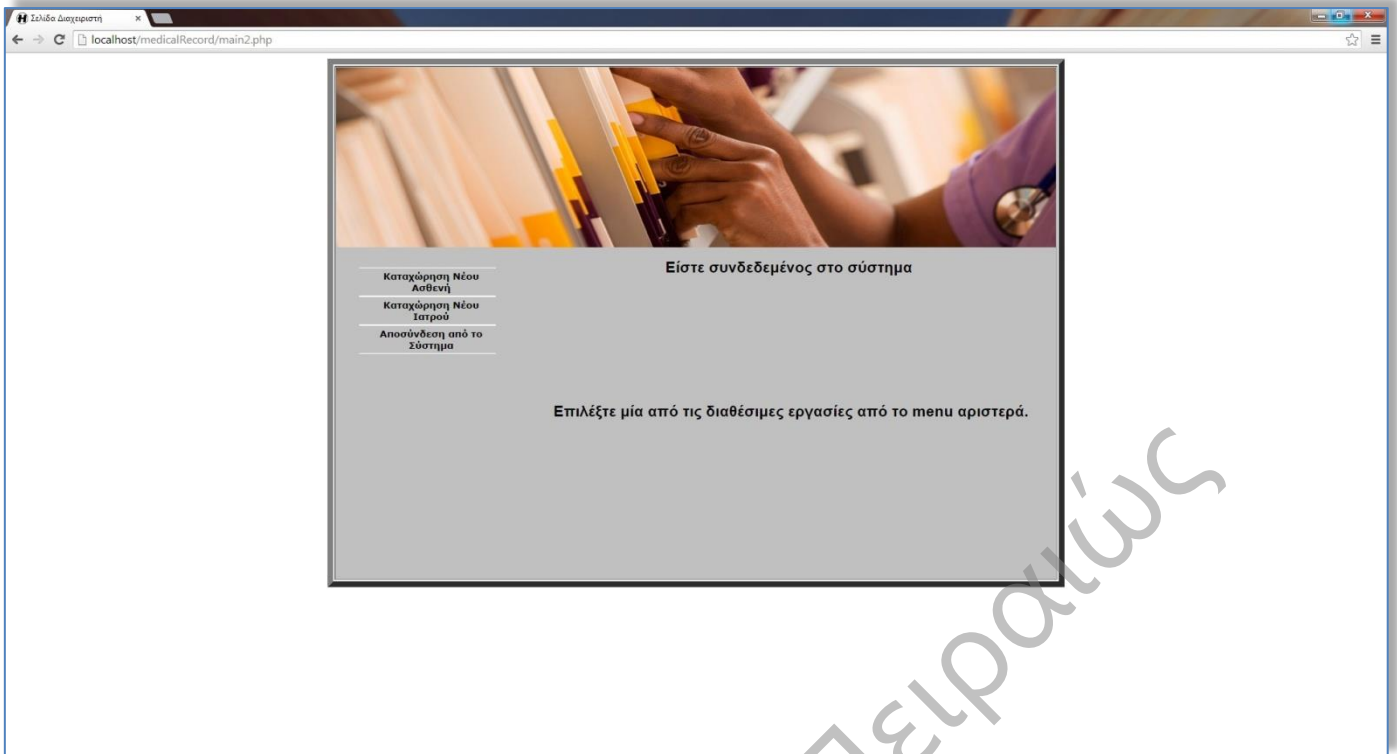 Σελίδα Διαχειριστή
localhost/medicalRecord/main2.php
Είστε συνδεδεμένος στο σύστημα
Καταχώρηση Νέου
Ασθενή
Καταχώρηση Νέου
Ιατρού
Αποσύνδεση από το
Σύστημα
Επιλέξτε μία από τις διαθέσιμες εργασίες από το menu αριστερά.
Πειραιώς